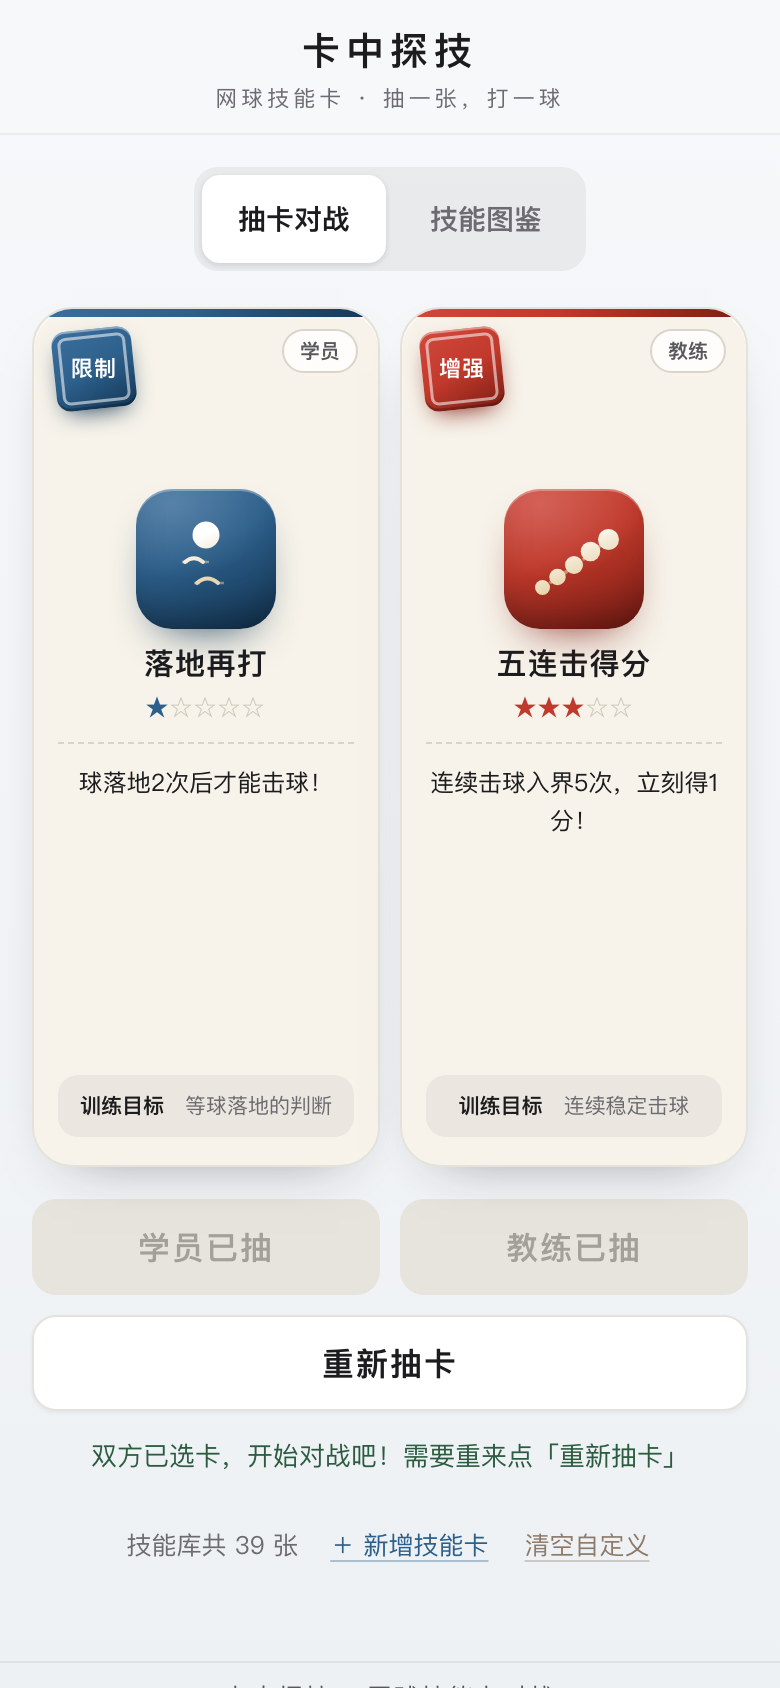 卡中探技
网球技能卡 · 抽一张，打一球
抽卡对战
技能图鉴
限制
学员
落地再打
★☆☆☆☆
球落地2次后才能击球！
训练目标 等球落地的判断
增强
教练
五连击得分
★★★☆☆
连续击球入界5次，立刻得1
分！
训练目标 连续稳定击球
学员已抽
教练已抽
重新抽卡
双方已选卡，开始对战吧！需要重来点「重新抽卡」
技能库共 39 张 ＋ 新增技能卡 清空自定义